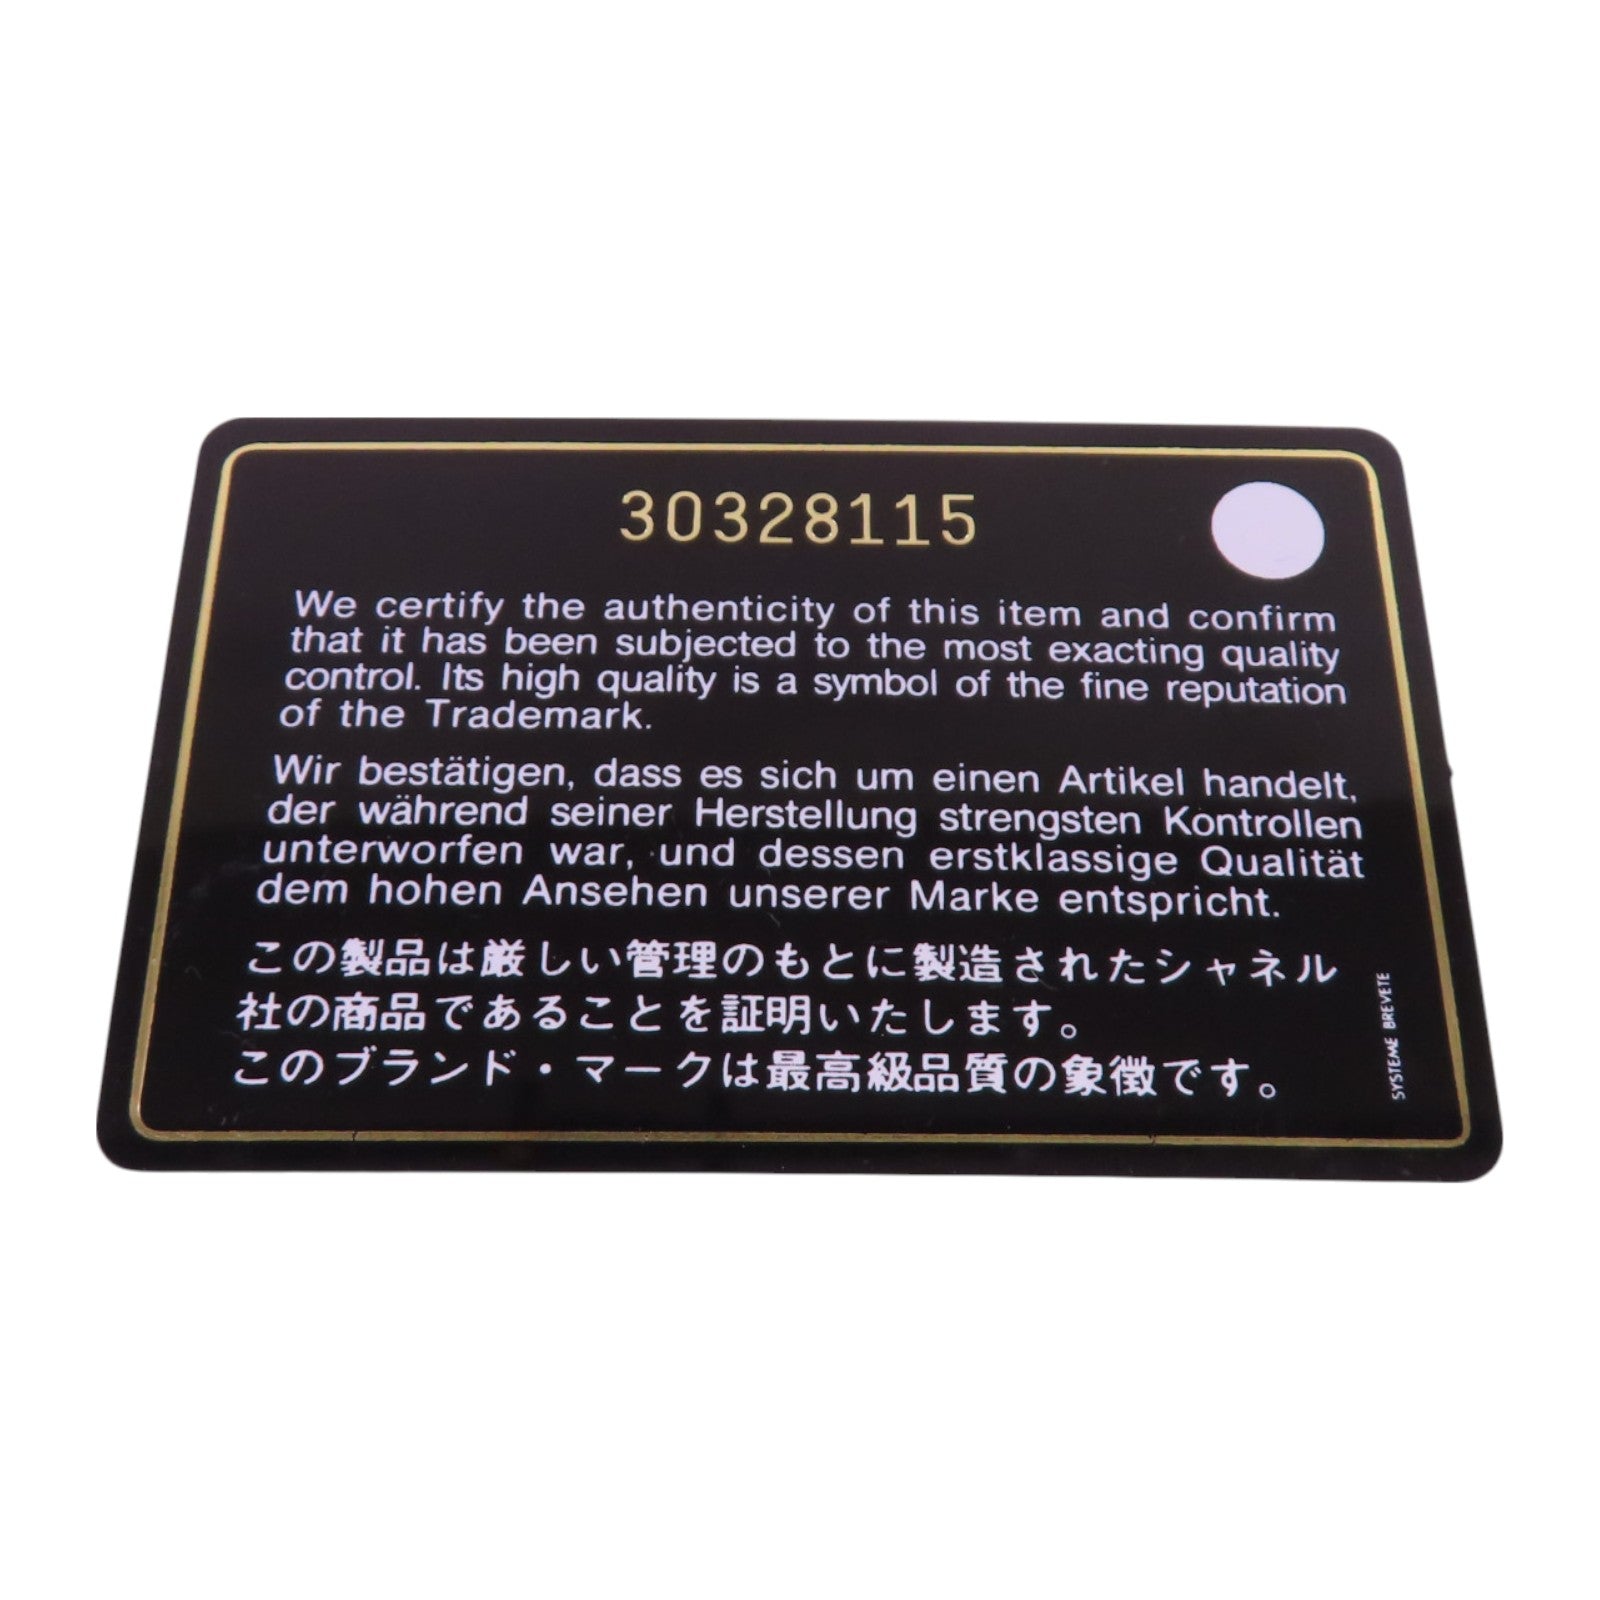 30328115
We certify the authenticity of this item and confirm
that it has been subjected to the most exacting quality
control. Its high quality is a symbol of the fine reputation
of the Trademark.
Wir bestätigen, dass es sich um einen Artikel handelt,
der während seiner Herstellung strengsten Kontrollen
unterworfen war, und dessen erstklassige Qualität
dem hohen Ansehen unserer Marke entspricht.
この製品は厳しい管理のもとに製造されたシャネル
社の商品であることを証明いたします。
このブランド・マークは最高級品質の象徴です。
SYSTEME BREVETE